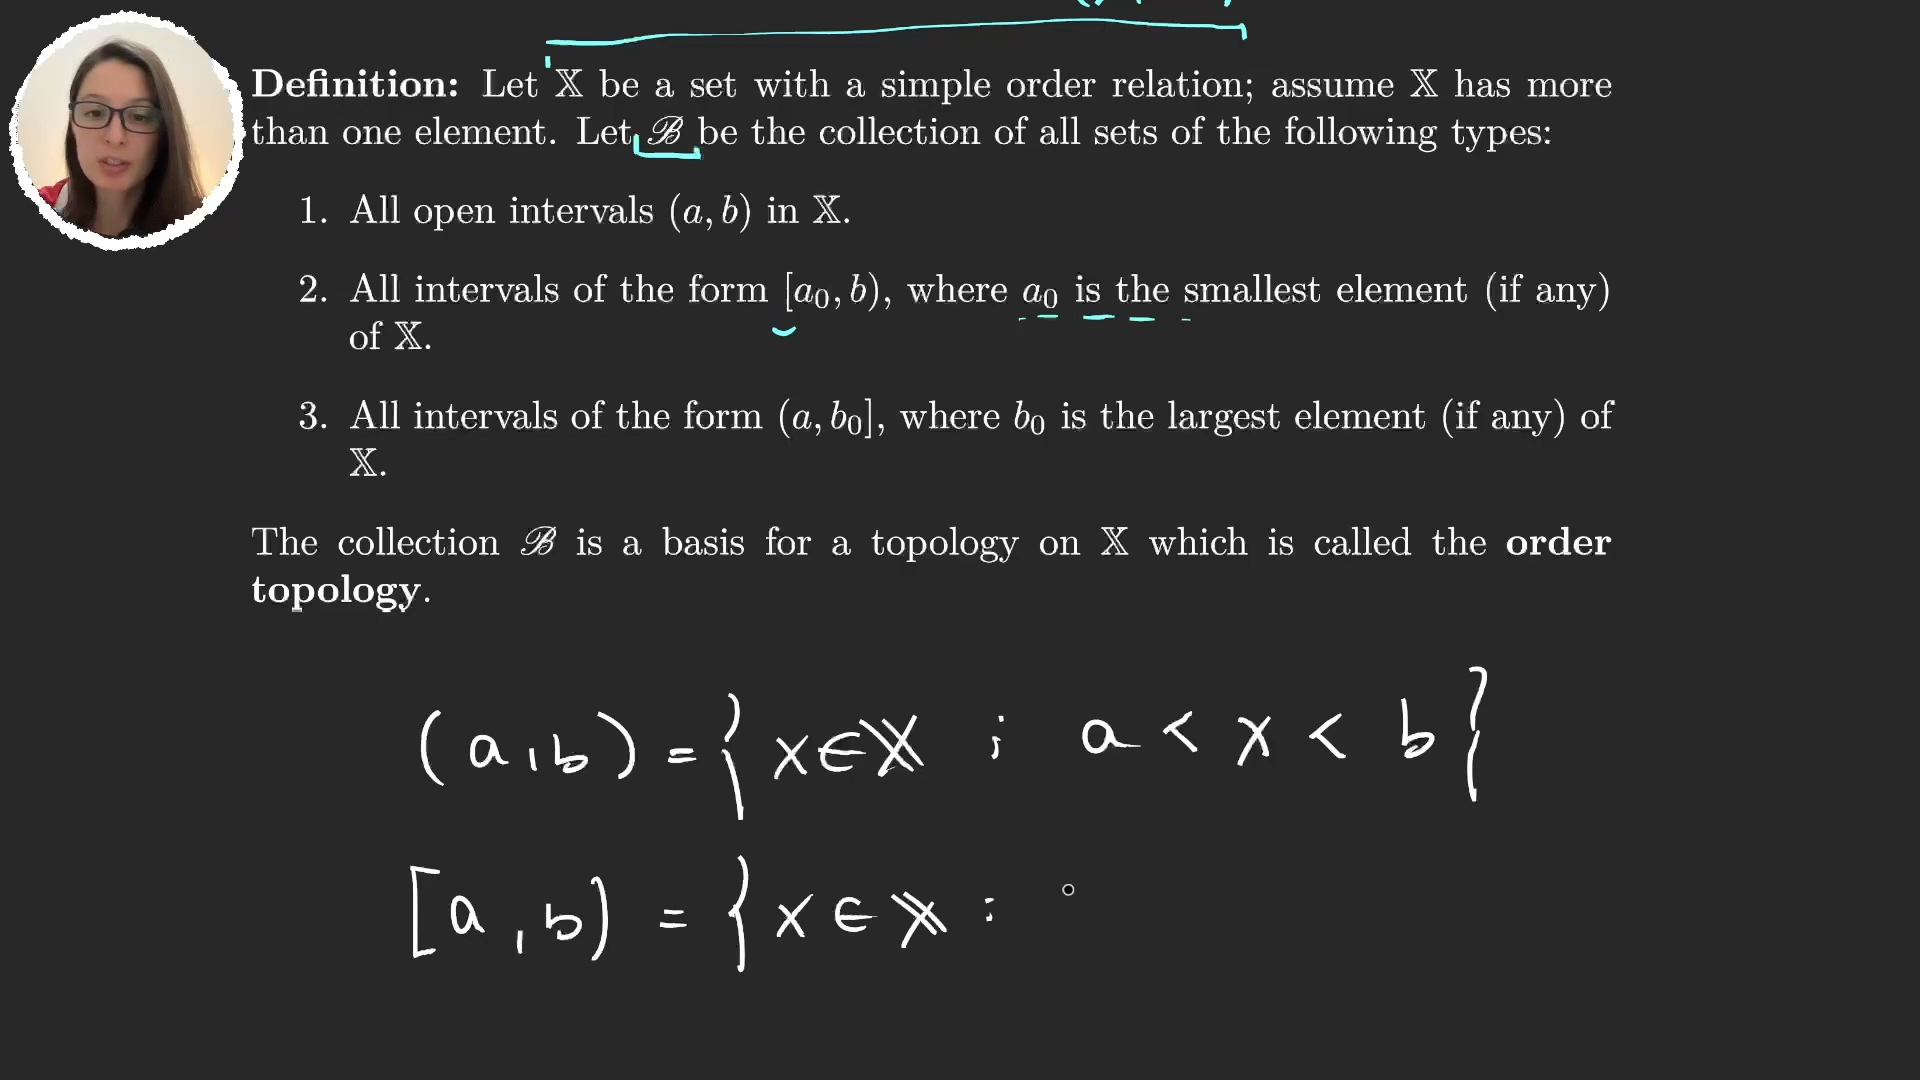 Definition: Let 𝕏 be a set with a simple order relation; assume 𝕏 has more
than one element. Let ℬ be the collection of all sets of the following types:
1. All open intervals (a, b) in 𝕏.
2. All intervals of the form [a₀, b), where a₀ is the smallest element (if any)
of 𝕏.
3. All intervals of the form (a, b₀], where b₀ is the largest element (if any) of
𝕏.
The collection ℬ is a basis for a topology on 𝕏 which is called the order
topology.
(a,b) = { x∈𝕏 ; a < x < b }
[a,b) = { x ∈ 𝕏 :